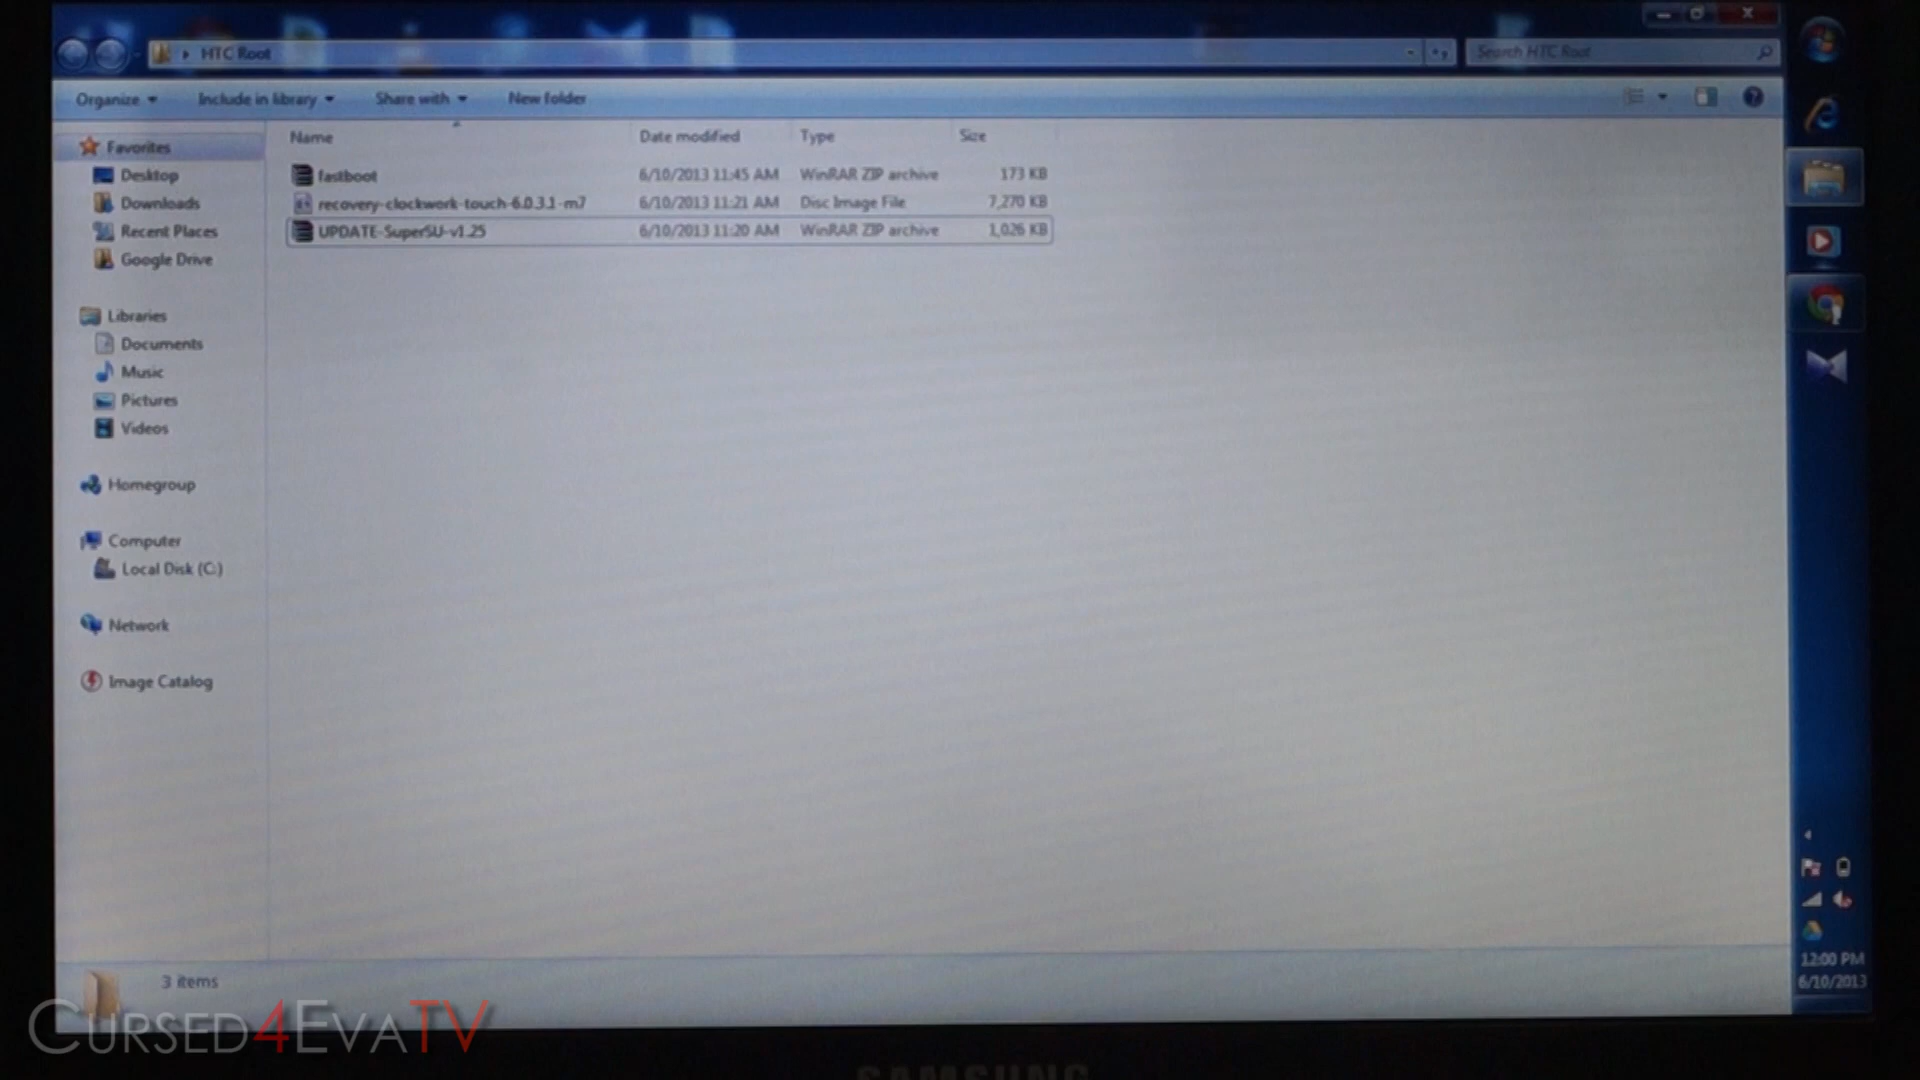 HTC Root
Search HTC Root
Organize
Include in library
Share with
New folder
Name
Date modified
Type
Size
Favorites
Desktop
Downloads
Recent Places
Google Drive
Libraries
Documents
Music
Pictures
Videos
Homegroup
Computer
Local Disk (C:)
Network
Image Catalog
fastboot 6/10/2013 11:45 AM WinRAR ZIP archive 173 KB
recovery-clockwork-touch-6.0.3.1-m7 6/10/2013 11:21 AM Disc Image File 7,270 KB
UPDATE-SuperSU-v1.25 6/10/2013 11:20 AM WinRAR ZIP archive 1,026 KB
3 items
12:00 PM
6/10/2013
CURSED4EVATV
SAMSUNG